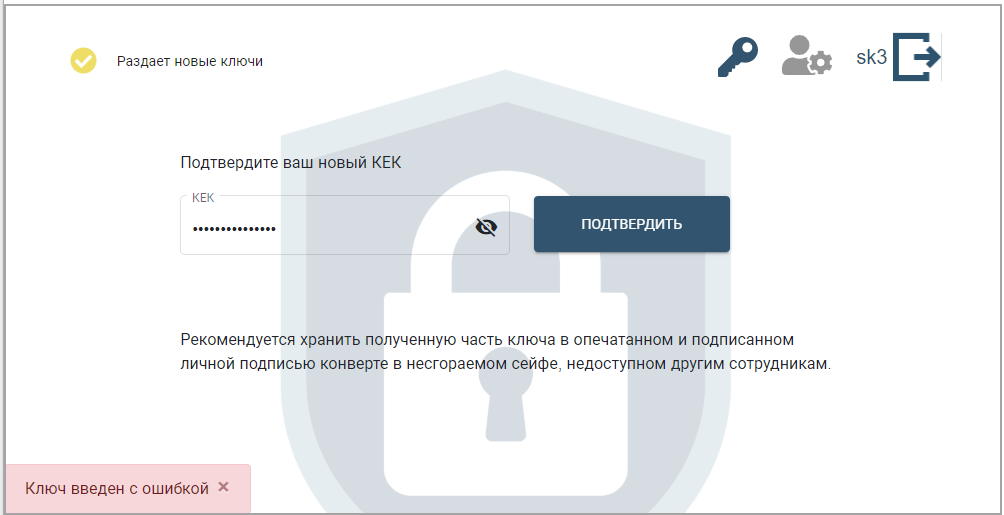 Раздает новые ключи
sk3
Подтвердите ваш новый КЕК
КЕК
•••••••••••••••
ПОДТВЕРДИТЬ
Рекомендуется хранить полученную часть ключа в опечатанном и подписанном
личной подписью конверте в несгораемом сейфе, недоступном другим сотрудникам.
Ключ введен с ошибкой ×